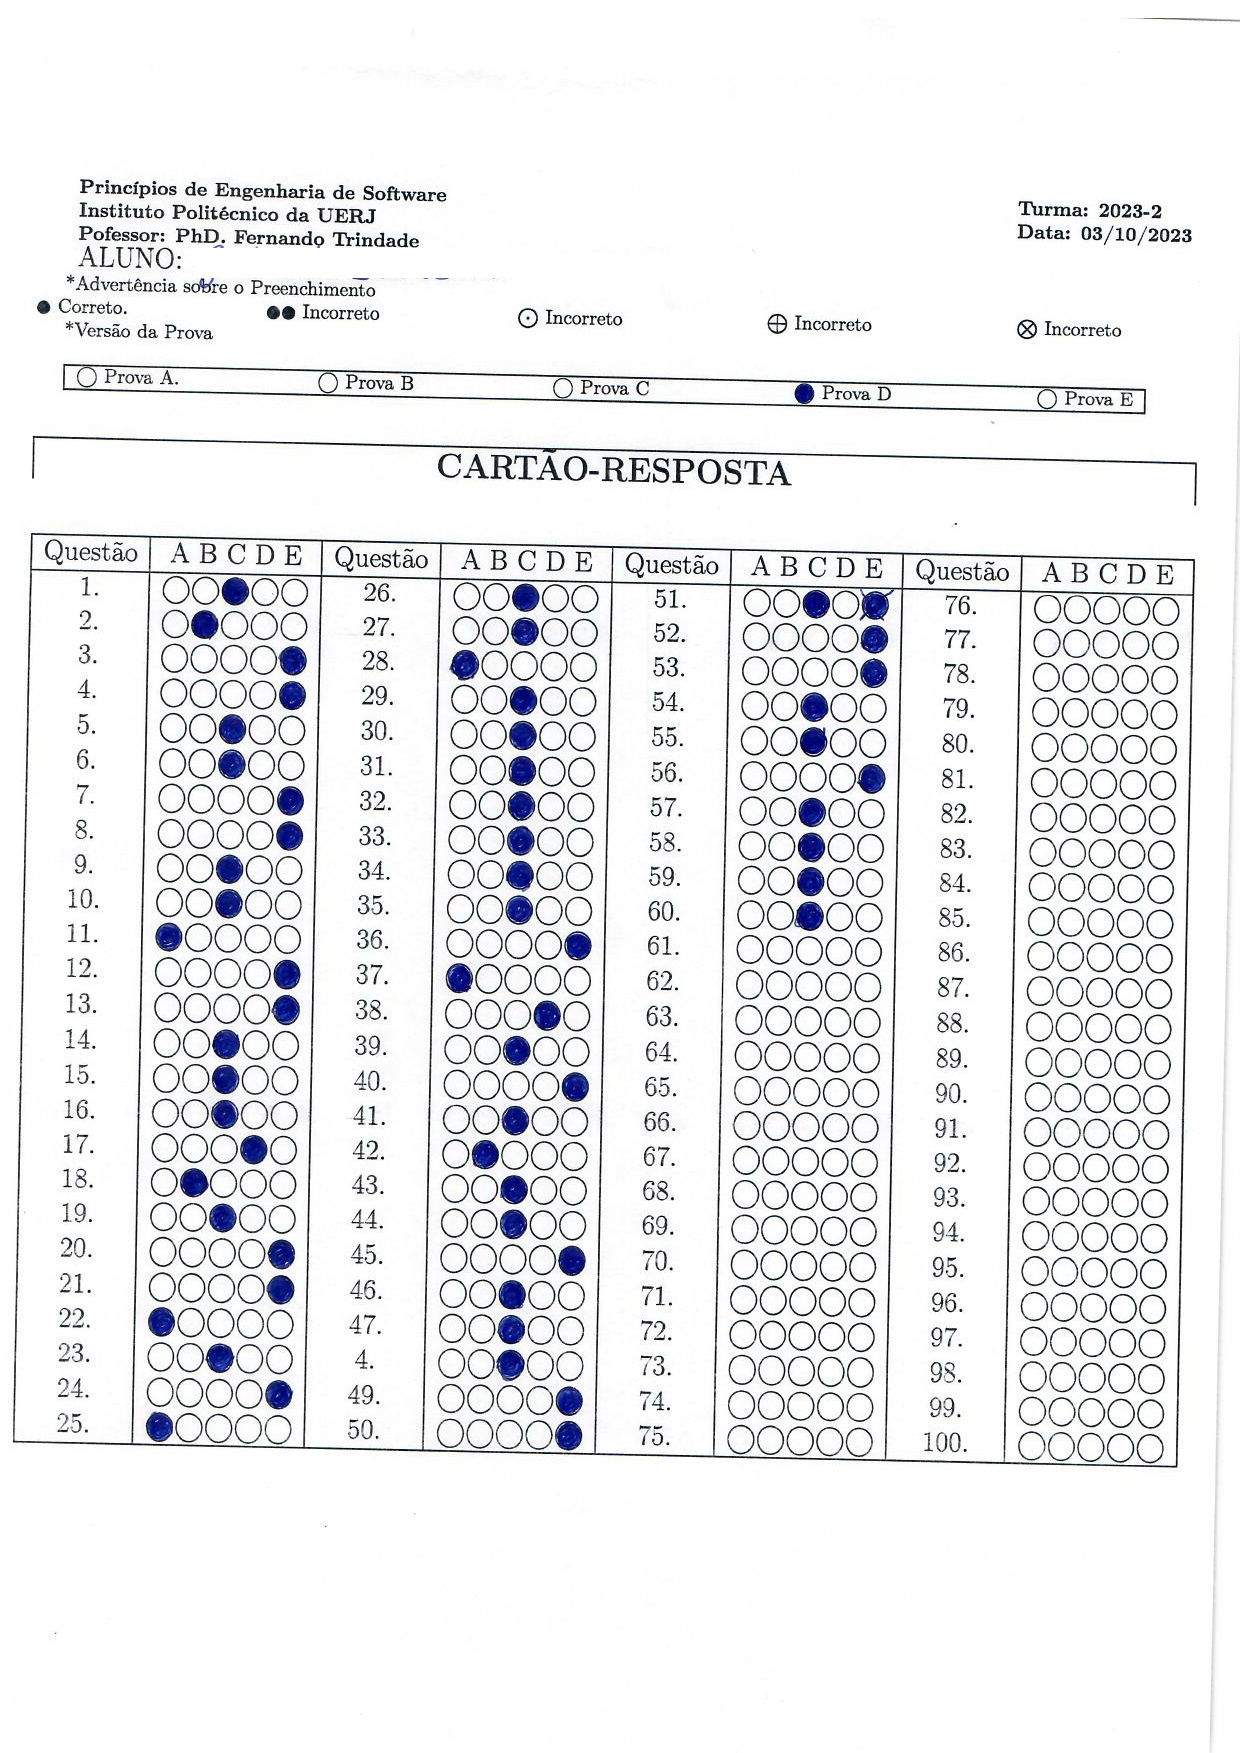 Princípios de Engenharia de Software
Instituto Politécnico da UERJ
Pofessor: PhD. Fernando Trindade
ALUNO:
Turma: 2023-2
Data: 03/10/2023
*Advertência sobre o Preenchimento
Correto. Incorreto Incorreto Incorreto Incorreto
*Versão da Prova
Prova A. Prova B Prova C Prova D Prova E
CARTÃO-RESPOSTA
Questão A B C D E Questão A B C D E Questão A B C D E Questão A B C D E
1. 26. 51. 76.
2. 27. 52. 77.
3. 28. 53. 78.
4. 29. 54. 79.
5. 30. 55. 80.
6. 31. 56. 81.
7. 32. 57. 82.
8. 33. 58. 83.
9. 34. 59. 84.
10. 35. 60. 85.
11. 36. 61. 86.
12. 37. 62. 87.
13. 38. 63. 88.
14. 39. 64. 89.
15. 40. 65. 90.
16. 41. 66. 91.
17. 42. 67. 92.
18. 43. 68. 93.
19. 44. 69. 94.
20. 45. 70. 95.
21. 46. 71. 96.
22. 47. 72. 97.
23. 4. 73. 98.
24. 49. 74. 99.
25. 50. 75. 100.